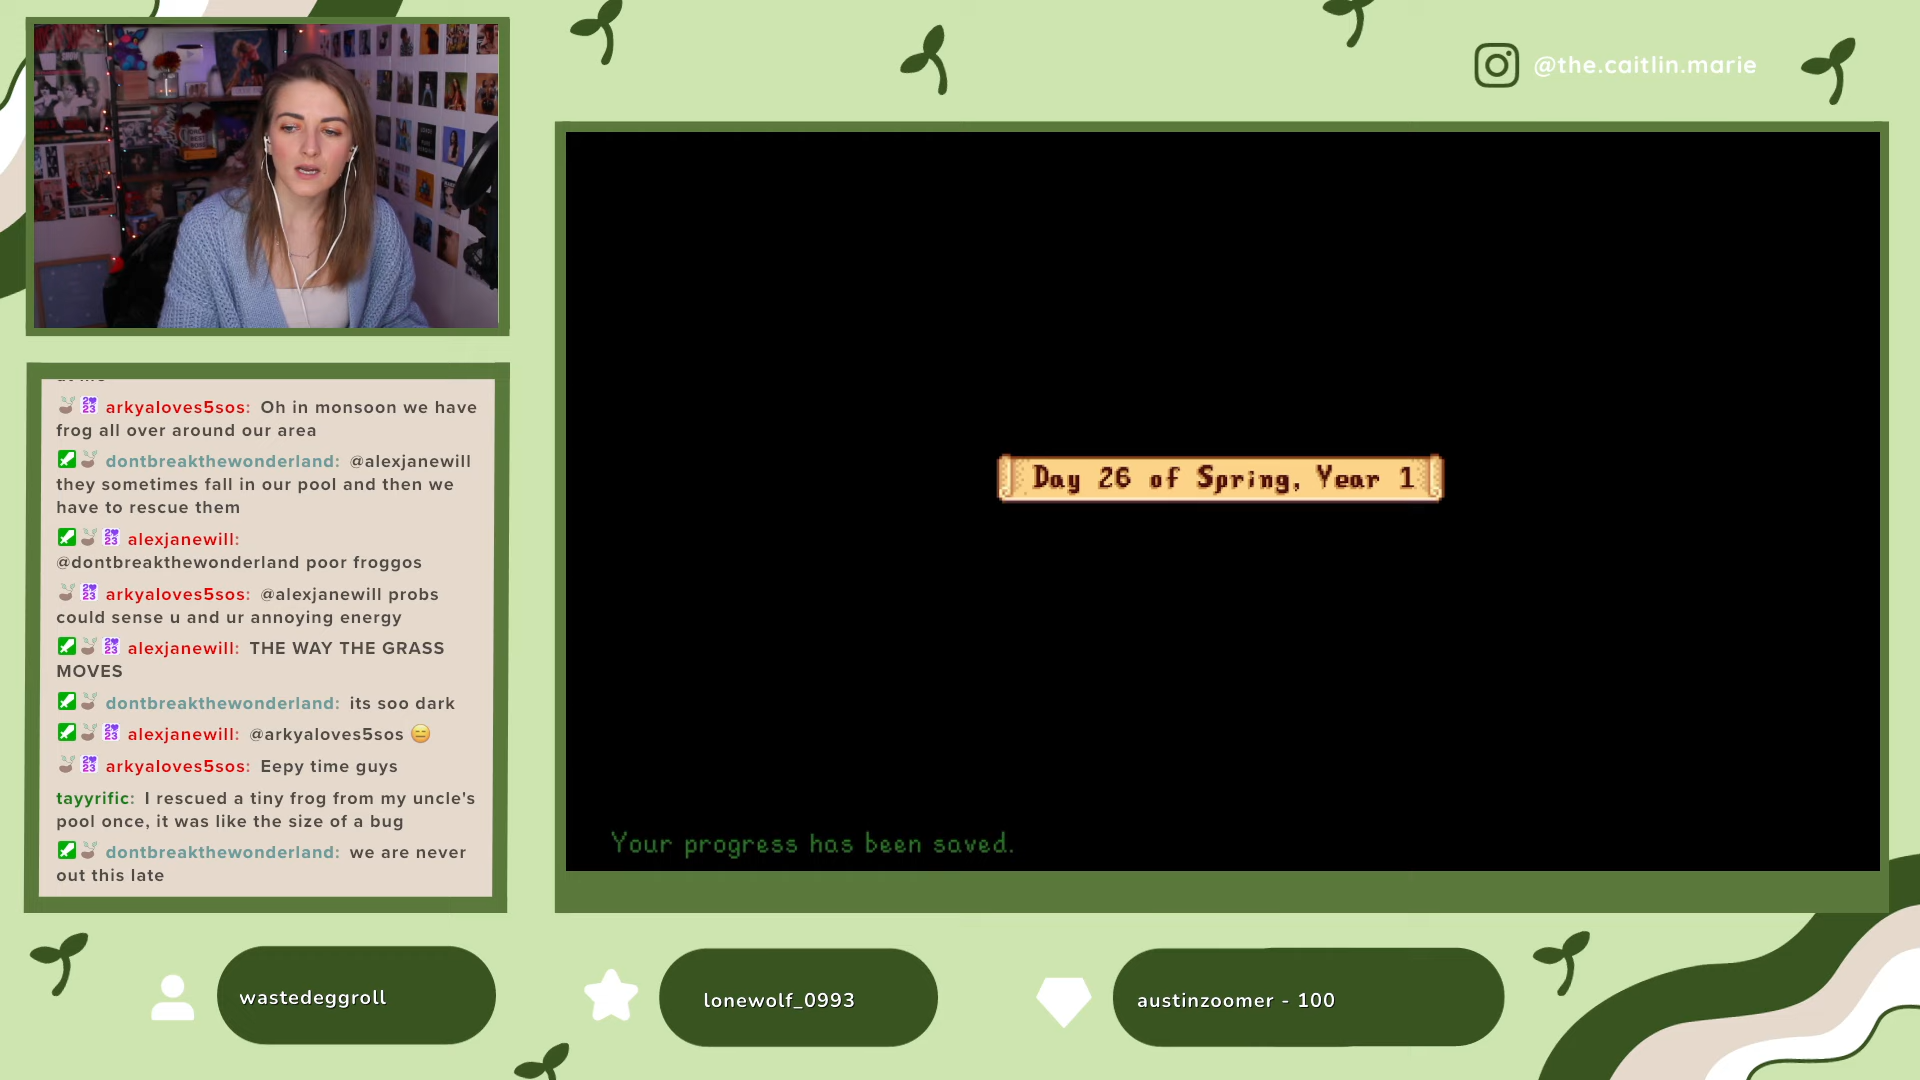 @the.caitlin.marie
arkyaloves5sos: Oh in monsoon we have
frog all over around our area
dontbreakthewonderland: @alexjanewill
they sometimes fall in our pool and then we
have to rescue them
alexjanewill:
@dontbreakthewonderland poor froggos
arkyaloves5sos: @alexjanewill probs
could sense u and ur annoying energy
alexjanewill: THE WAY THE GRASS
MOVES
dontbreakthewonderland: its soo dark
alexjanewill: @arkyaloves5sos 😑
arkyaloves5sos: Eepy time guys
tayyrific: I rescued a tiny frog from my uncle's
pool once, it was like the size of a bug
dontbreakthewonderland: we are never
out this late
Day 26 of Spring, Year 1
Your progress has been saved.
wastedeggroll
lonewolf_0993
austinzoomer - 100